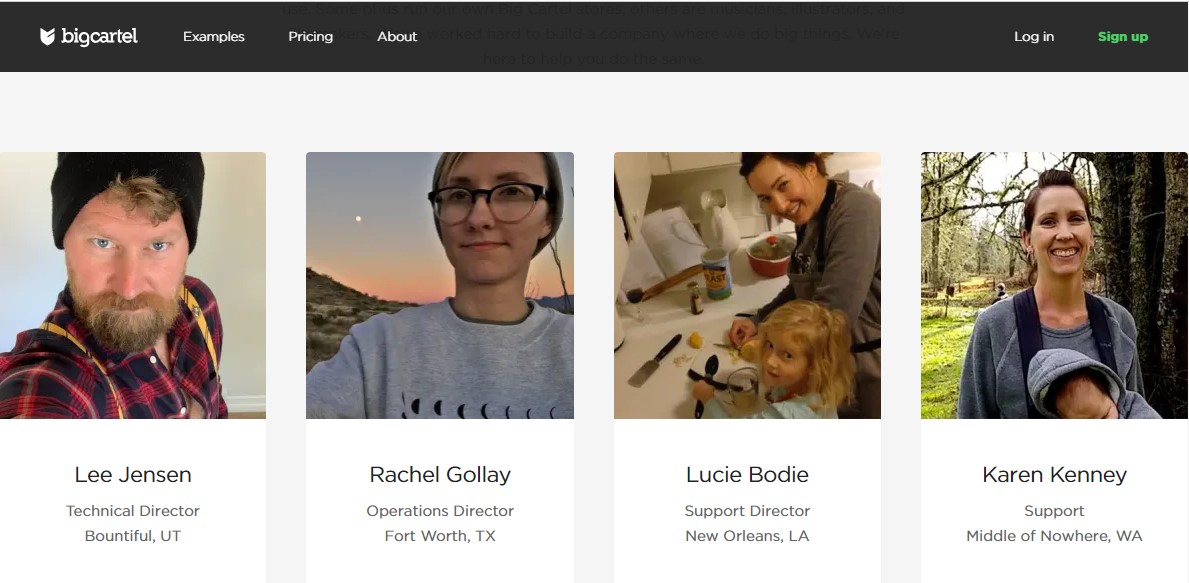 use. Some of us run our own Big Cartel stores, others are musicians, illustrators, and
worked hard to build a company where we do big things. We're
here to help you do the same.
bigcartel Examples Pricing About Log in Sign up
Lee Jensen
Technical Director
Bountiful, UT
Rachel Gollay
Operations Director
Fort Worth, TX
Lucie Bodie
Support Director
New Orleans, LA
Karen Kenney
Support
Middle of Nowhere, WA